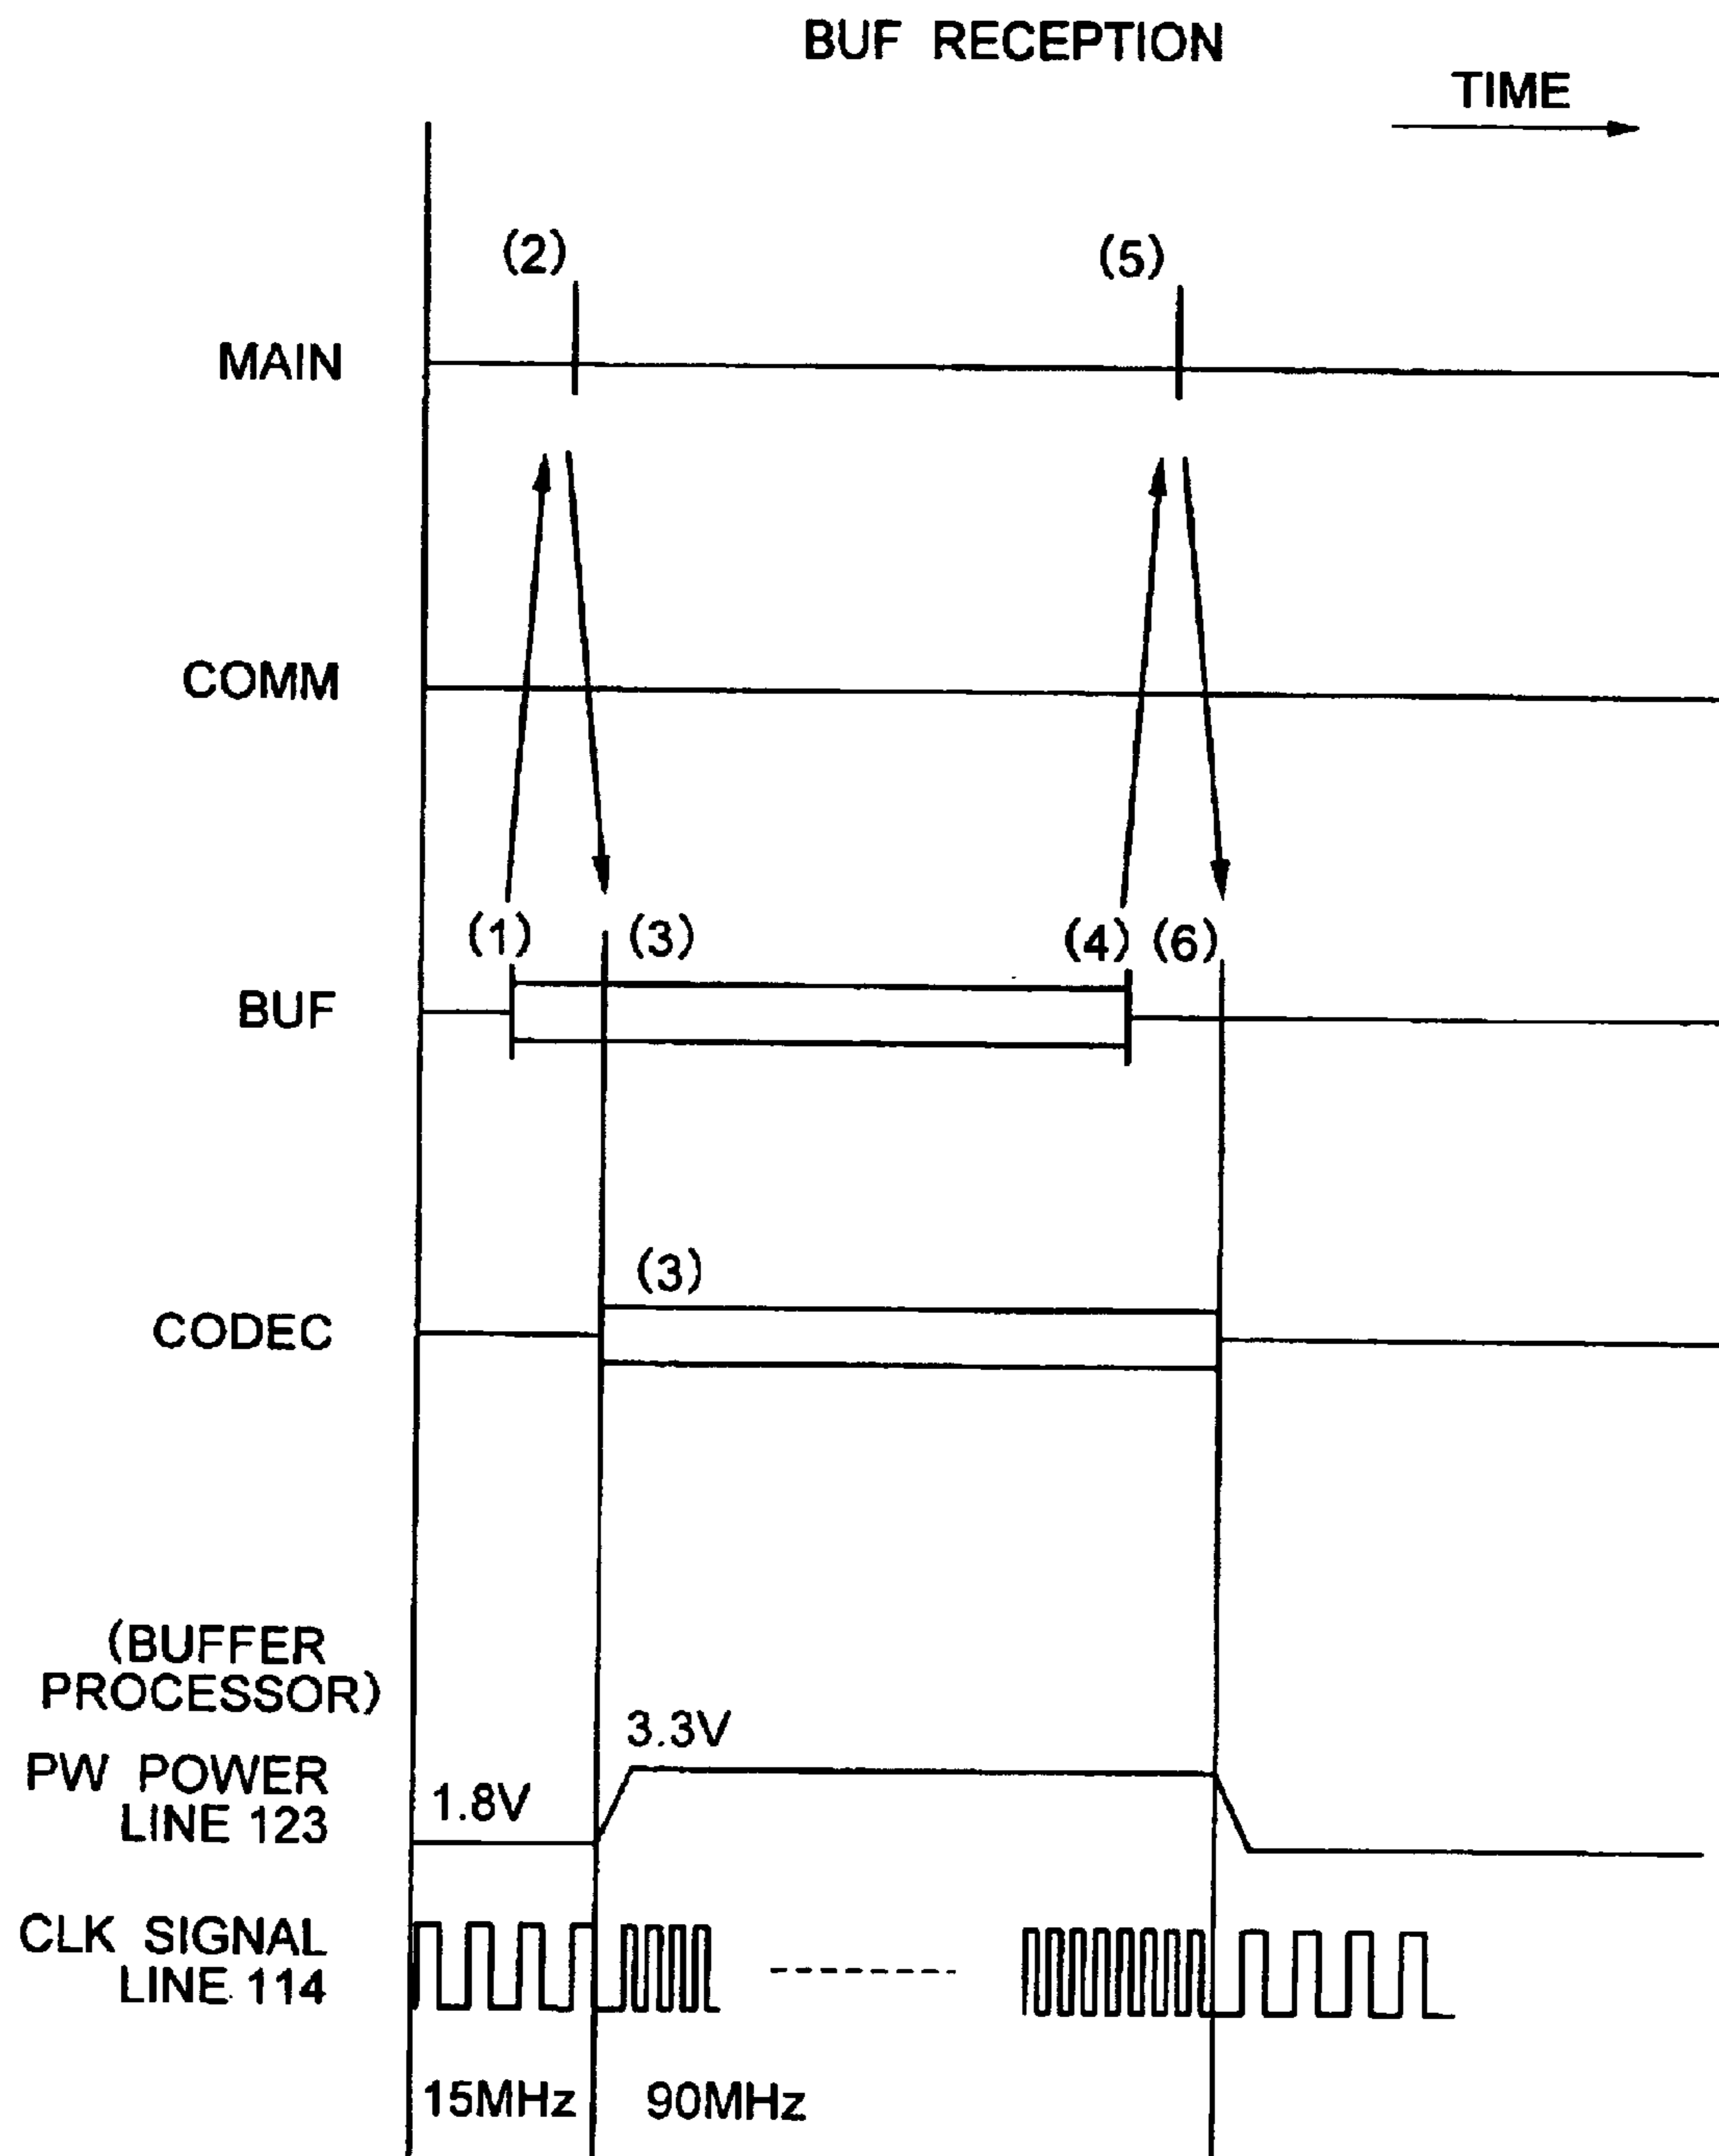 BUF RECEPTION
TIME
(2)
(5)
MAIN
COMM
(1)
(3)
(4)
(6)
BUF
(3)
CODEC
(BUFFER
PROCESSOR)
3.3V
PW POWER
LINE 123
1.8V
CLK SIGNAL
LINE 114
15MHz
90MHz